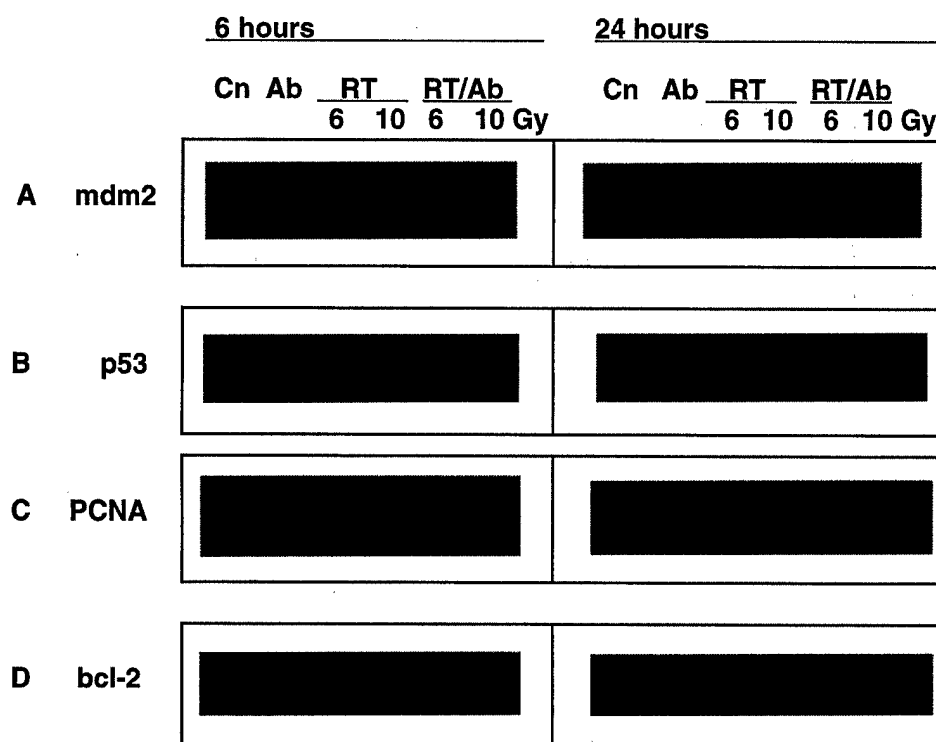 6 hours 24 hours
Cn Ab RT RT/Ab Cn Ab RT RT/Ab
6 10 6 10 Gy 6 10 6 10 Gy
A mdm2
B p53
C PCNA
D bcl-2